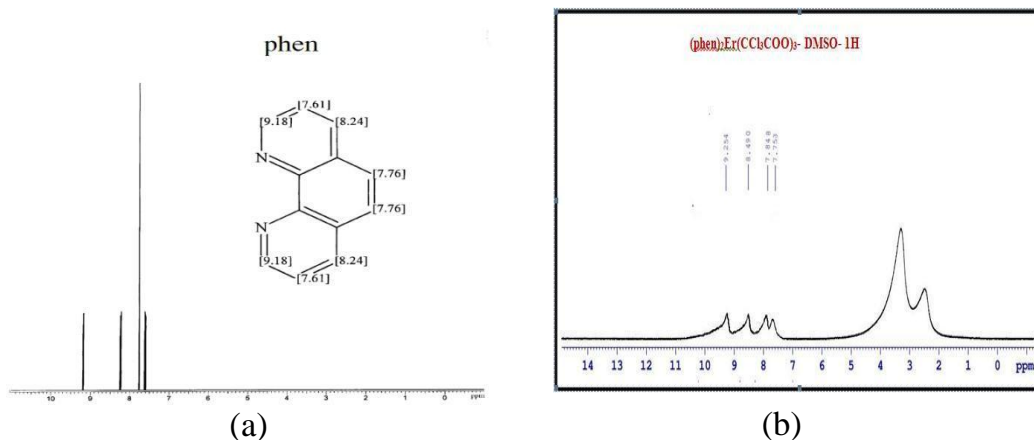 phen
[7.61]
[9.18] [8.24]
N
[7.76]
[7.76]
N
[9.18] [8.24]
[7.61]
10 9 8 7 6 5 4 3 2 1 0 ppm
(a)
(phen)₂Er(CCl₃COO)₃- DMSO- 1H
9.254
8.490
7.848
7.753
14 13 12 11 10 9 8 7 6 5 4 3 2 1 0 ppm
(b)